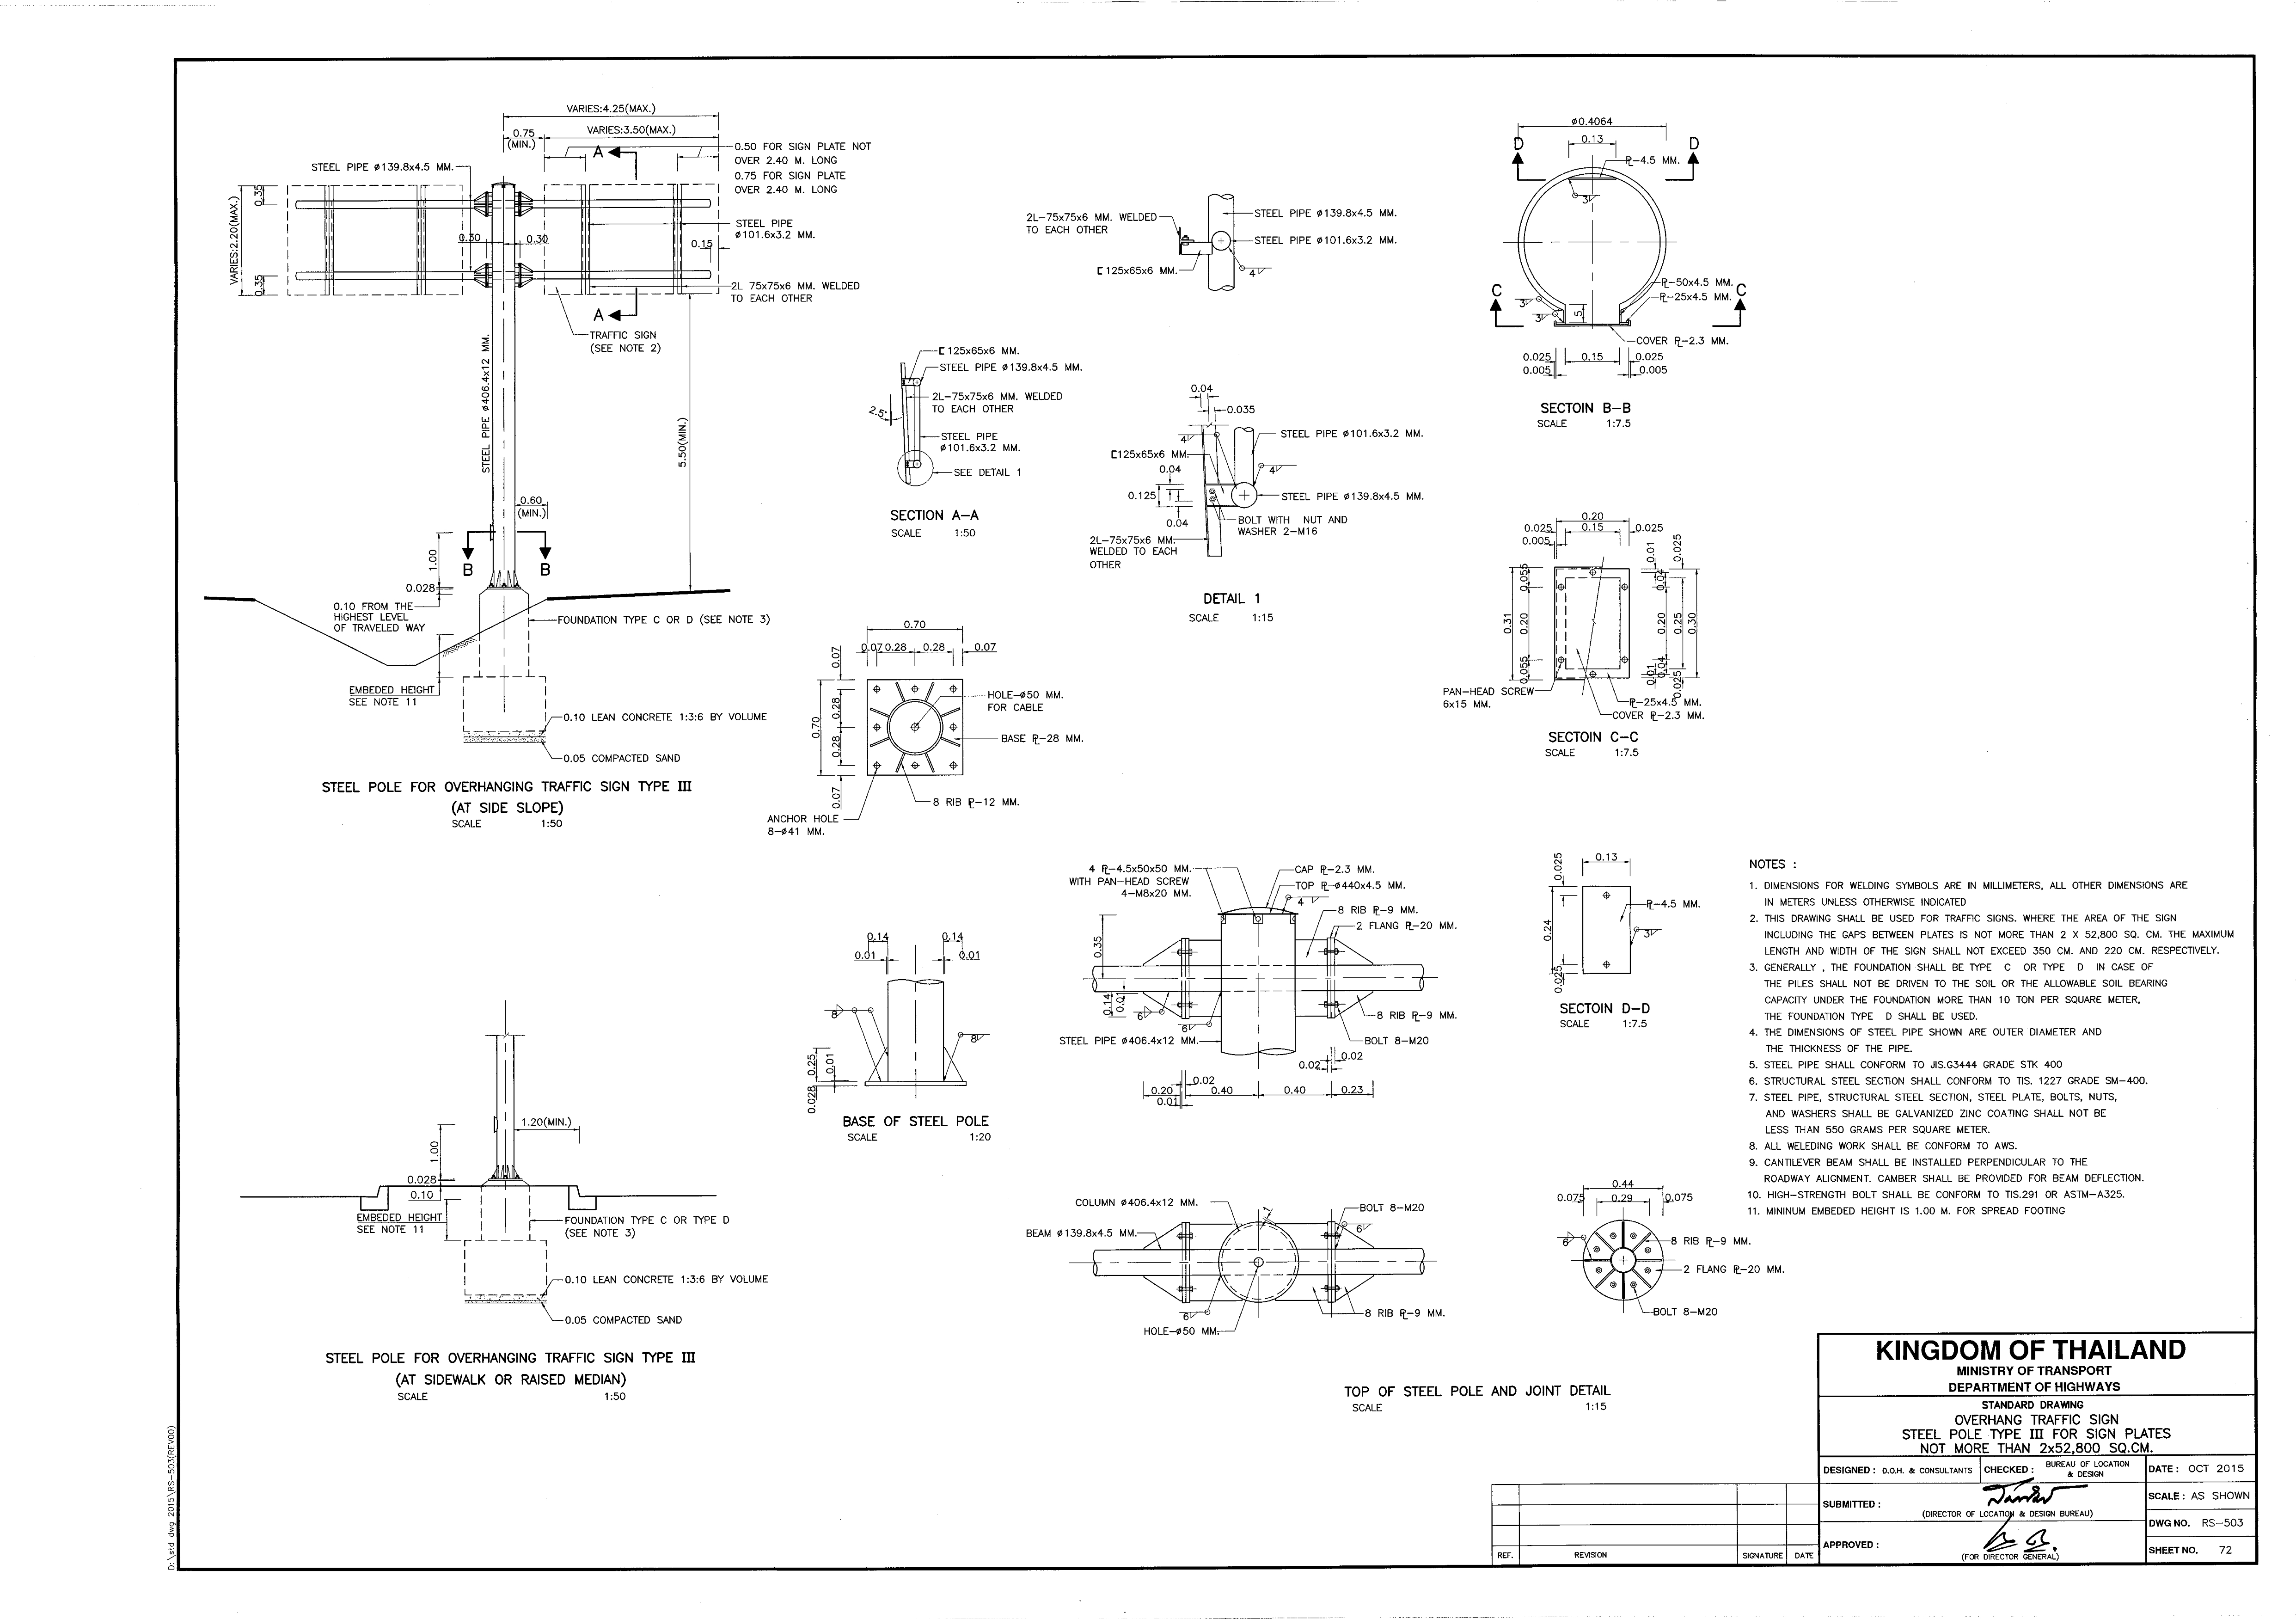 VARIES:4.25(MAX.)
0.75
(MIN.)
VARIES:3.50(MAX.)
A
0.50 FOR SIGN PLATE NOT
OVER 2.40 M. LONG
0.75 FOR SIGN PLATE
OVER 2.40 M. LONG
STEEL PIPE ø139.8x4.5 MM.
0.35
VARIES:2.20(MAX.)
0.35
STEEL PIPE
ø101.6x3.2 MM.
0.30
0.30
0.15
2L 75x75x6 MM. WELDED
TO EACH OTHER
A
TRAFFIC SIGN
(SEE NOTE 2)
STEEL PIPE ø406.4x12 MM.
5.50(MIN.)
0.60
(MIN.)
1.00
B
B
0.028
0.10 FROM THE
HIGHEST LEVEL
OF TRAVELED WAY
FOUNDATION TYPE C OR D (SEE NOTE 3)
EMBEDED HEIGHT
SEE NOTE 11
0.10 LEAN CONCRETE 1:3:6 BY VOLUME
0.05 COMPACTED SAND
STEEL POLE FOR OVERHANGING TRAFFIC SIGN TYPE III
(AT SIDE SLOPE)
SCALE 1:50
1.20(MIN.)
1.00
0.028
0.10
EMBEDED HEIGHT
SEE NOTE 11
FOUNDATION TYPE C OR TYPE D
(SEE NOTE 3)
0.10 LEAN CONCRETE 1:3:6 BY VOLUME
0.05 COMPACTED SAND
STEEL POLE FOR OVERHANGING TRAFFIC SIGN TYPE III
(AT SIDEWALK OR RAISED MEDIAN)
SCALE 1:50
[ 125x65x6 MM.
STEEL PIPE ø139.8x4.5 MM.
2L-75x75x6 MM. WELDED
TO EACH OTHER
2.5°
STEEL PIPE
ø101.6x3.2 MM.
SEE DETAIL 1
SECTION A-A
SCALE 1:50
0.70
0.07 0.28 0.28 0.07
0.07
0.28
0.70
0.28
0.07
HOLE-ø50 MM.
FOR CABLE
BASE PL-28 MM.
8 RIB PL-12 MM.
ANCHOR HOLE
8-ø41 MM.
0.14 0.14
0.01 0.01
8
8
0.25
0.01
0.028
BASE OF STEEL POLE
SCALE 1:20
2L-75x75x6 MM. WELDED
TO EACH OTHER
STEEL PIPE ø139.8x4.5 MM.
STEEL PIPE ø101.6x3.2 MM.
[ 125x65x6 MM.
4
0.04
0.035
4
STEEL PIPE ø101.6x3.2 MM.
[125x65x6 MM.
0.04
4
0.125
STEEL PIPE ø139.8x4.5 MM.
0.04
BOLT WITH NUT AND
WASHER 2-M16
2L-75x75x6 MM.
WELDED TO EACH
OTHER
DETAIL 1
SCALE 1:15
4 PL-4.5x50x50 MM.
WITH PAN-HEAD SCREW
4-M8x20 MM.
CAP PL-2.3 MM.
TOP PL-ø440x4.5 MM.
4
8 RIB PL-9 MM.
2 FLANG PL-20 MM.
0.35
0.14
0.01
6
6
8 RIB PL-9 MM.
STEEL PIPE ø406.4x12 MM.
BOLT 8-M20
0.02
0.02
0.02
0.20 0.40 0.40 0.23
0.01
COLUMN ø406.4x12 MM.
1
BOLT 8-M20
6
BEAM ø139.8x4.5 MM.
6
8 RIB PL-9 MM.
HOLE-ø50 MM.
TOP OF STEEL POLE AND JOINT DETAIL
SCALE 1:15
ø0.4064
D 0.13 D
PL-4.5 MM.
3
C C
PL-50x4.5 MM.
PL-25x4.5 MM.
3
3
5
COVER PL-2.3 MM.
0.025 0.15 0.025
0.005 0.005
SECTOIN B-B
SCALE 1:7.5
0.20
0.025 0.15 0.025
0.005
0.01
0.025
0.055
0.04
0.31
0.20
0.20
0.25
0.30
0.055
0.04
0.01
0.025
PAN-HEAD SCREW
6x15 MM.
PL-25x4.5 MM.
COVER PL-2.3 MM.
SECTOIN C-C
SCALE 1:7.5
0.13
0.025
PL-4.5 MM.
0.24
3
0.025
SECTOIN D-D
SCALE 1:7.5
0.44
0.075 0.29 0.075
6
8 RIB PL-9 MM.
2 FLANG PL-20 MM.
BOLT 8-M20
NOTES :
1. DIMENSIONS FOR WELDING SYMBOLS ARE IN MILLIMETERS, ALL OTHER DIMENSIONS ARE
IN METERS UNLESS OTHERWISE INDICATED
2. THIS DRAWING SHALL BE USED FOR TRAFFIC SIGNS. WHERE THE AREA OF THE SIGN
INCLUDING THE GAPS BETWEEN PLATES IS NOT MORE THAN 2 X 52,800 SQ. CM. THE MAXIMUM
LENGTH AND WIDTH OF THE SIGN SHALL NOT EXCEED 350 CM. AND 220 CM. RESPECTIVELY.
3. GENERALLY , THE FOUNDATION SHALL BE TYPE C OR TYPE D IN CASE OF
THE PILES SHALL NOT BE DRIVEN TO THE SOIL OR THE ALLOWABLE SOIL BEARING
CAPACITY UNDER THE FOUNDATION MORE THAN 10 TON PER SQUARE METER,
THE FOUNDATION TYPE D SHALL BE USED.
4. THE DIMENSIONS OF STEEL PIPE SHOWN ARE OUTER DIAMETER AND
THE THICKNESS OF THE PIPE.
5. STEEL PIPE SHALL CONFORM TO JIS.G3444 GRADE STK 400
6. STRUCTURAL STEEL SECTION SHALL CONFORM TO TIS. 1227 GRADE SM-400.
7. STEEL PIPE, STRUCTURAL STEEL SECTION, STEEL PLATE, BOLTS, NUTS,
AND WASHERS SHALL BE GALVANIZED ZINC COATING SHALL NOT BE
LESS THAN 550 GRAMS PER SQUARE METER.
8. ALL WELEDING WORK SHALL BE CONFORM TO AWS.
9. CANTILEVER BEAM SHALL BE INSTALLED PERPENDICULAR TO THE
ROADWAY ALIGNMENT. CAMBER SHALL BE PROVIDED FOR BEAM DEFLECTION.
10. HIGH-STRENGTH BOLT SHALL BE CONFORM TO TIS.291 OR ASTM-A325.
11. MININUM EMBEDED HEIGHT IS 1.00 M. FOR SPREAD FOOTING
KINGDOM OF THAILAND
MINISTRY OF TRANSPORT
DEPARTMENT OF HIGHWAYS
STANDARD DRAWING
OVERHANG TRAFFIC SIGN
STEEL POLE TYPE III FOR SIGN PLATES
NOT MORE THAN 2x52,800 SQ.CM.
DESIGNED : D.O.H. & CONSULTANTS
CHECKED : BUREAU OF LOCATION
& DESIGN
DATE : OCT 2015
SUBMITTED :
(DIRECTOR OF LOCATION & DESIGN BUREAU)
SCALE : AS SHOWN
DWG NO. RS-503
APPROVED :
(FOR DIRECTOR GENERAL)
SHEET NO. 72
REF. REVISION SIGNATURE DATE
D:\std dwg 2015\RS-503(REV00)